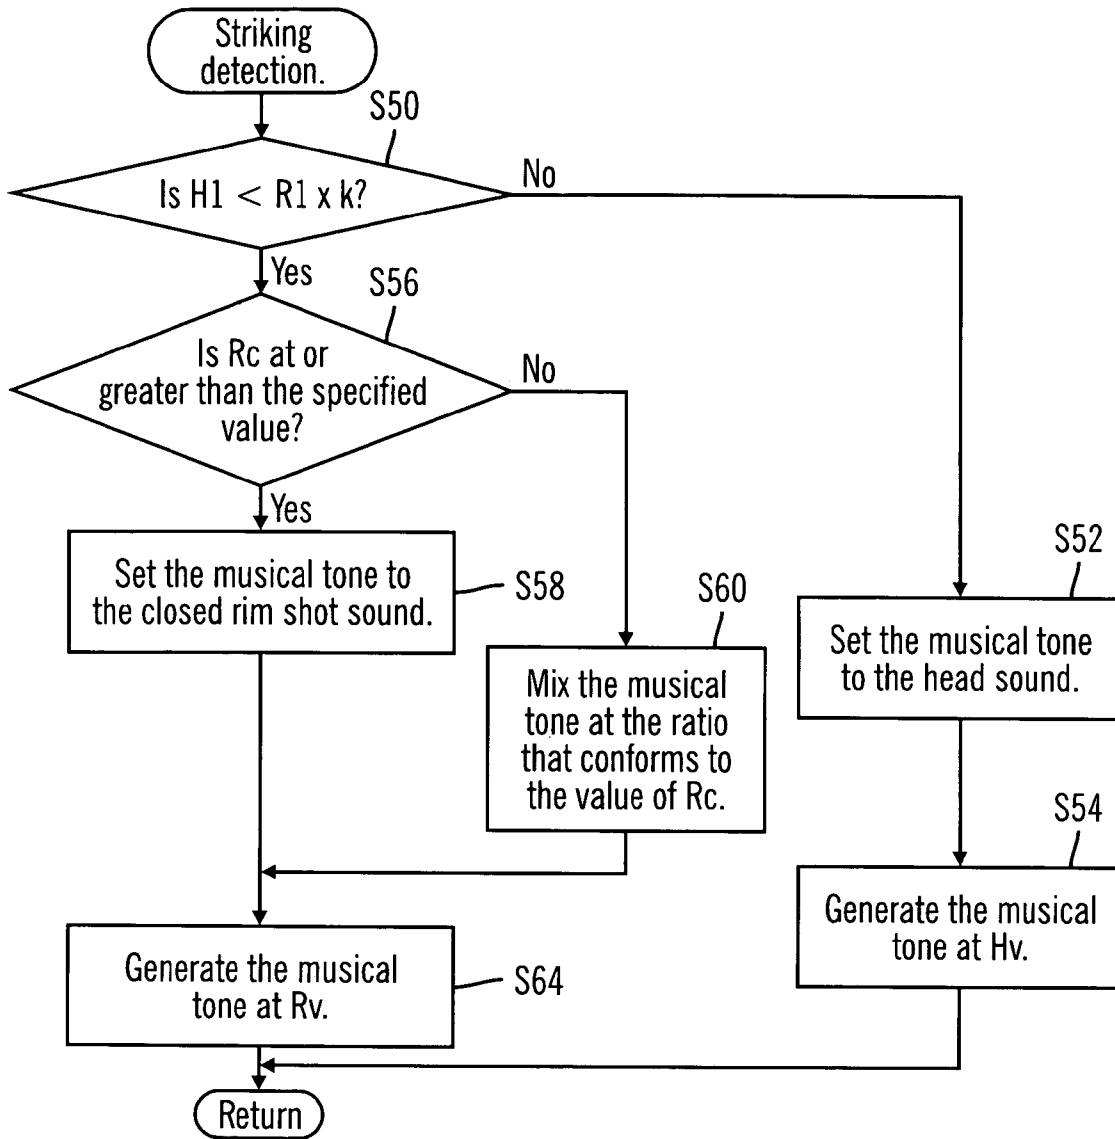 Striking
detection.
S50
Is H1 < R1 x k?
No
Yes
S56
Is Rc at or
greater than the specified
value?
No
Yes
Set the musical tone to
the closed rim shot sound.
S58
S60
Mix the musical
tone at the ratio
that conforms to
the value of Rc.
S52
Set the musical tone
to the head sound.
S54
Generate the musical
tone at Hv.
Generate the musical
tone at Rv.
S64
Return